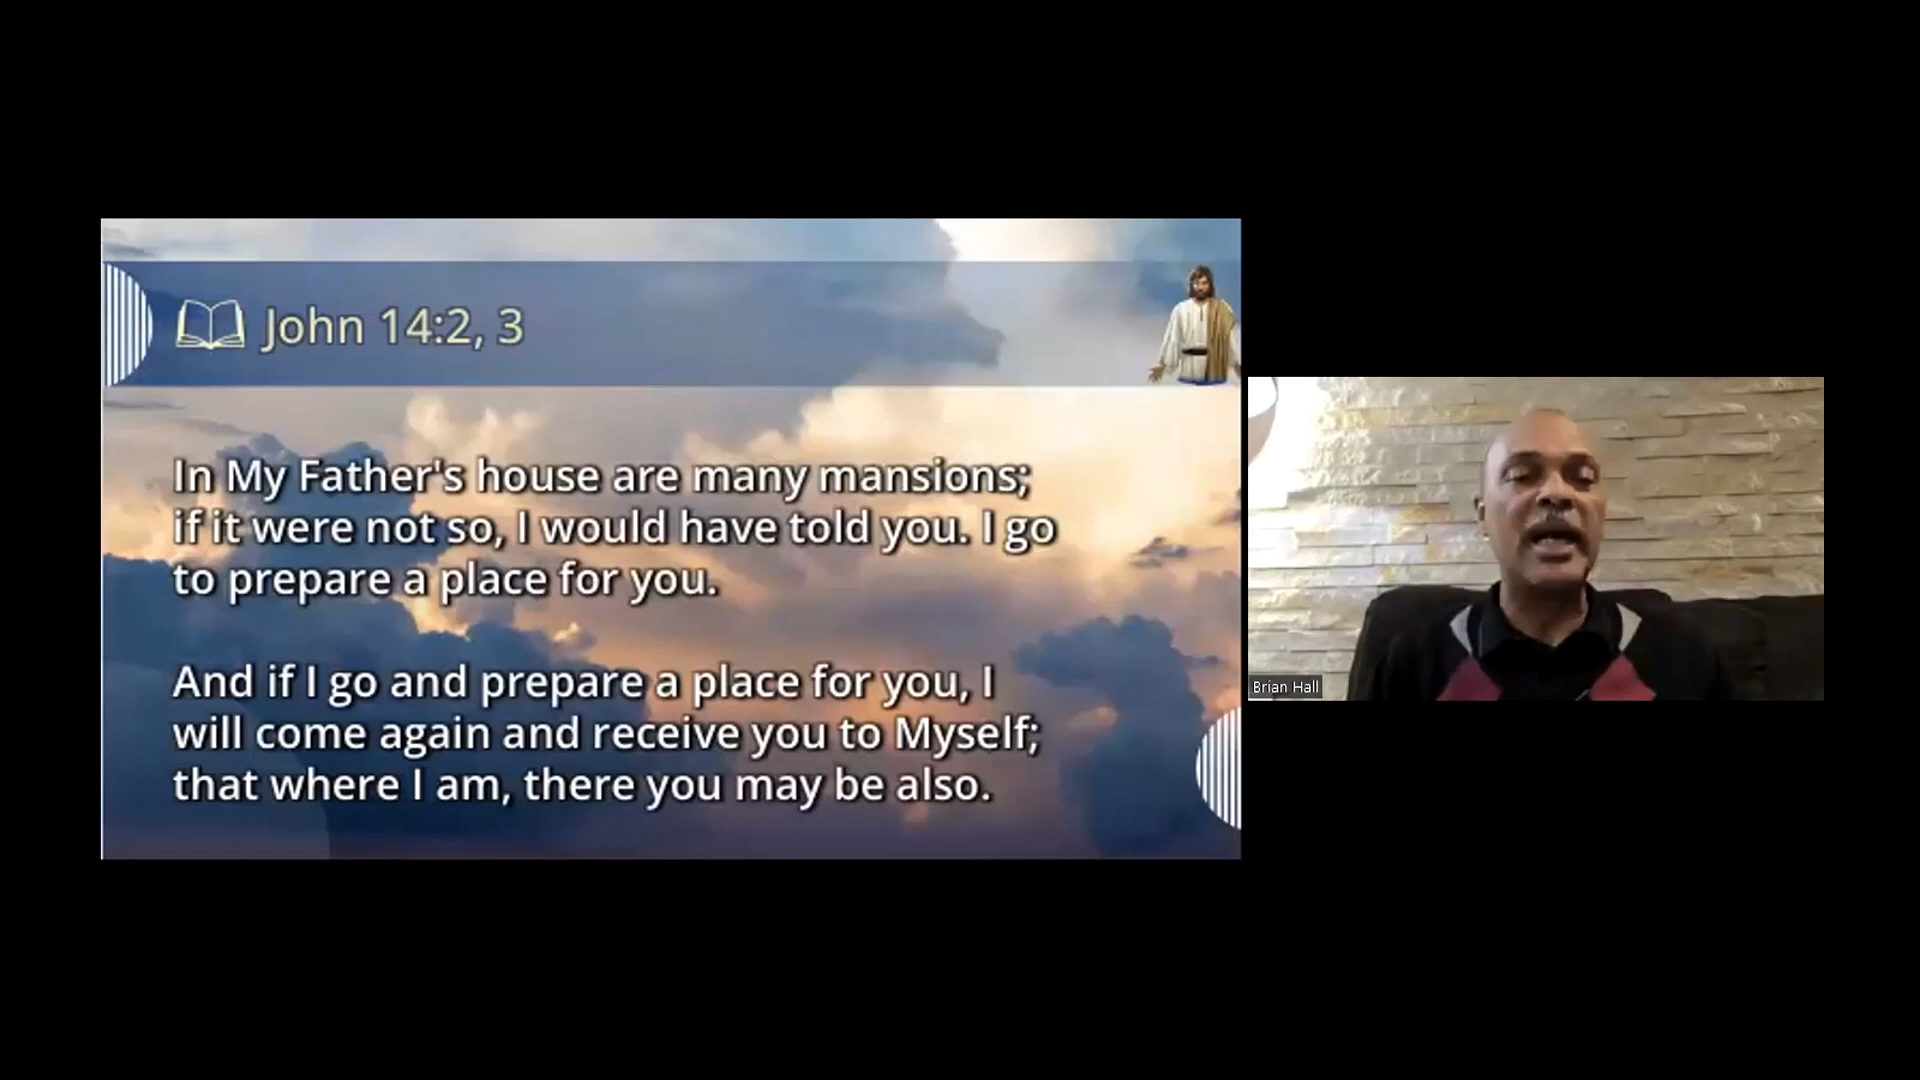 John 14:2, 3
In My Father's house are many mansions;
if it were not so, I would have told you. I go
to prepare a place for you.
And if I go and prepare a place for you, I
will come again and receive you to Myself;
that where I am, there you may be also.
Brian Hall